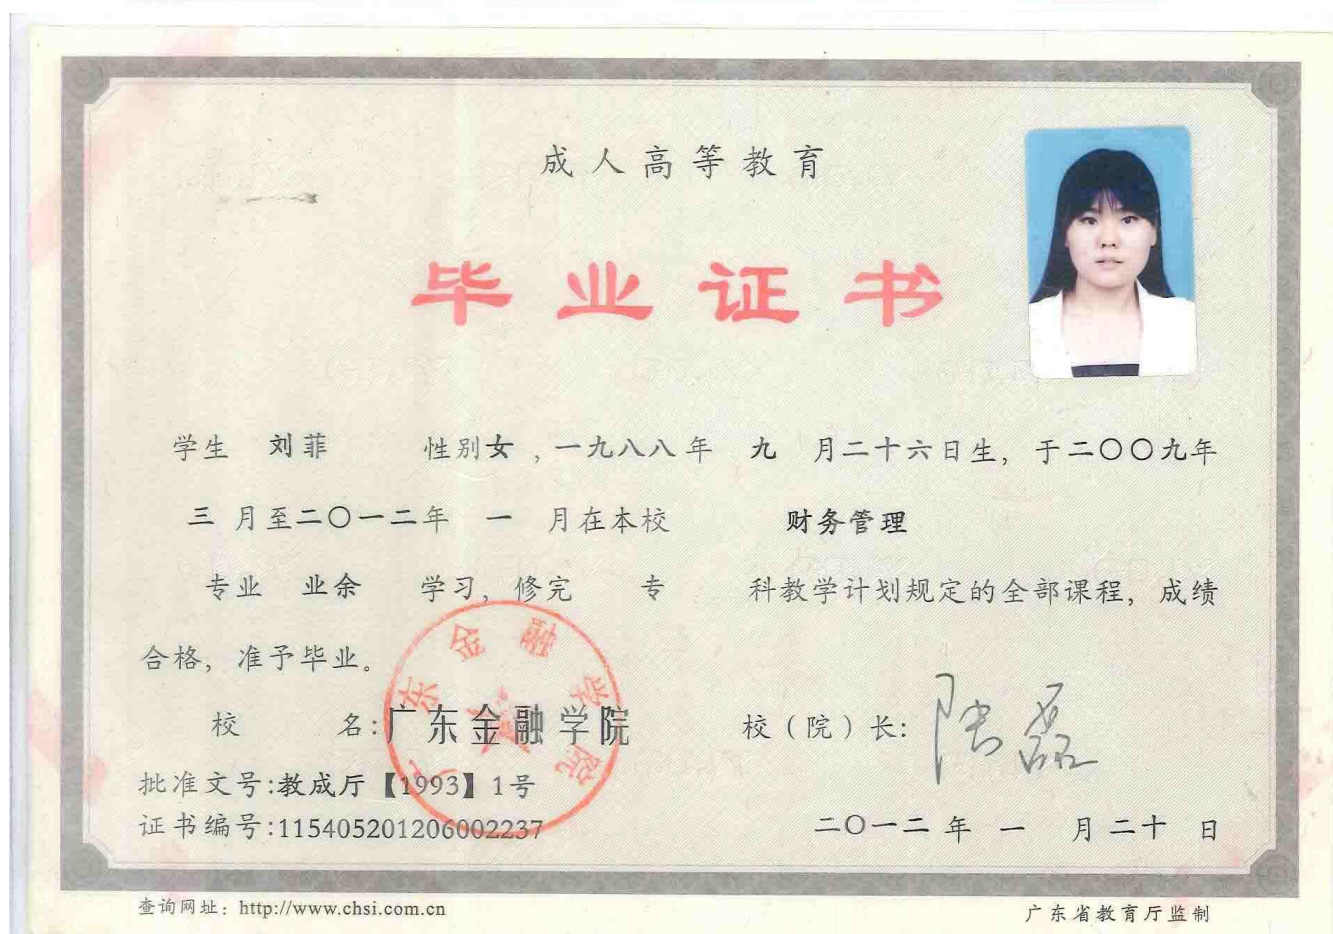 成人高等教育
毕业证书
学生 刘菲 性别女，一九八八年 九 月二十六日生，于二〇〇九年
三 月至二〇一二年 一 月在本校 财务管理
专业 业余 学习，修完 专 科教学计划规定的全部课程，成绩
合格，准予毕业。
校 名:广东金融学院 校（院）长:
广东金融学院
批准文号:教成厅【1993】1号
证书编号:115405201206002237
二〇一二 年 一 月二十 日
查询网址：http://www.chsi.com.cn
广东省教育厅监制